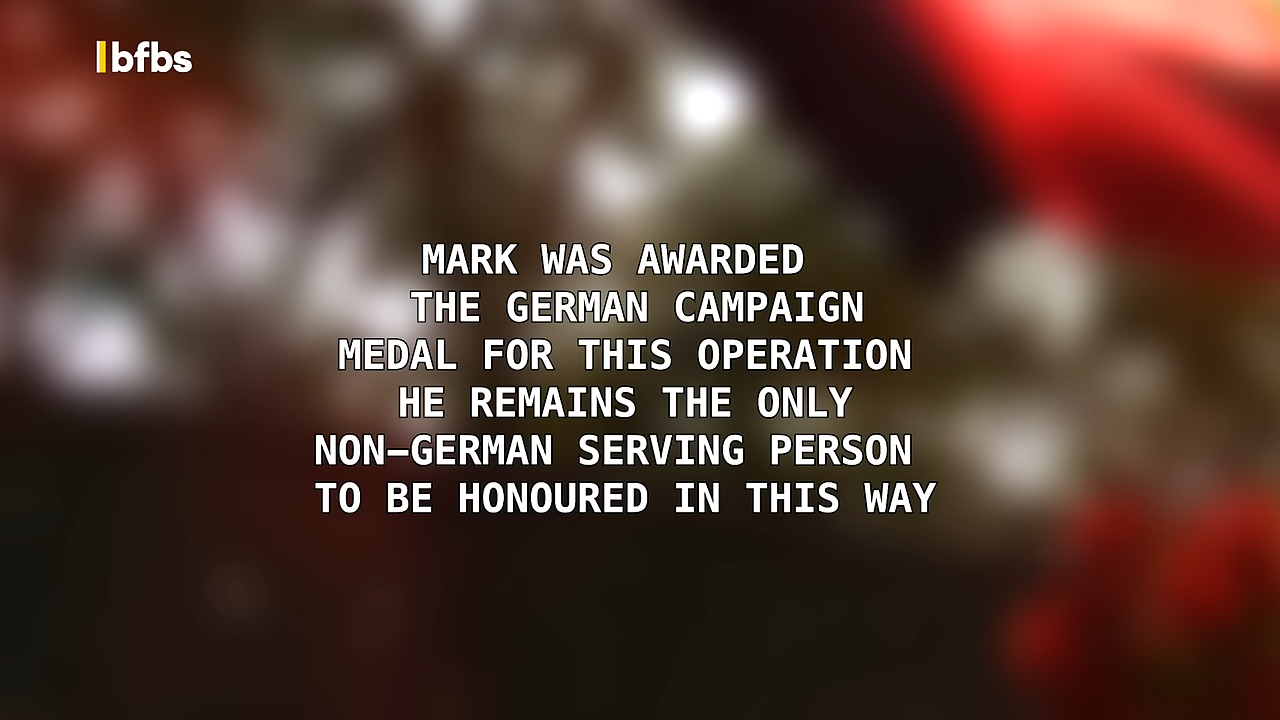 bfbs
MARK WAS AWARDED
THE GERMAN CAMPAIGN
MEDAL FOR THIS OPERATION
HE REMAINS THE ONLY
NON–GERMAN SERVING PERSON
TO BE HONOURED IN THIS WAY